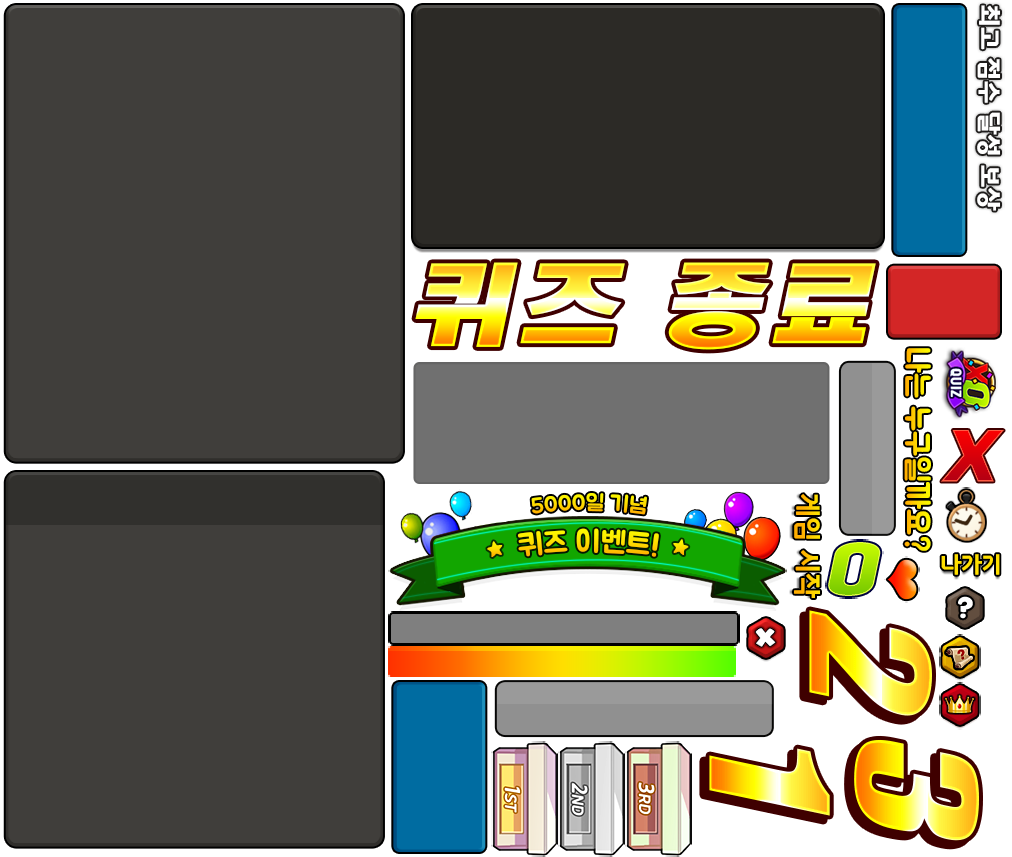 최고 점수 달성 보상
퀴즈 종료
나는 누구일까요?
XO
QUIZ
X
5000일 기념
퀴즈 이벤트!
게임 시작
O
나가기
?
?
2
1ST
2ND
3RD
1
3